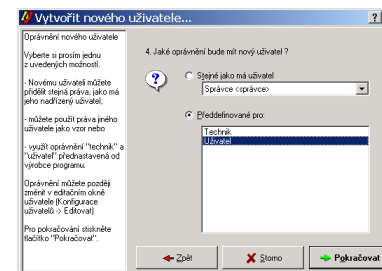 Vytvořit nového uživatele...
?
Oprávnění nového uživatele
Vyberte si prosím jednu
z uvedených možností.
- Novému uživateli můžete
přidělit stejná práva, jako má
jeho nadřízený uživatel,
- můžete použít práva jiného
uživatele jako vzor nebo
- využít oprávnění "technik" a
"uživatel" přednastavená od
výrobce programu.
Oprávnění můžete později
změnit v editačním okně
uživatele (Konfigurace
uživatelů -> Editovat)
Pro pokračování stiskněte
tlačítko "Pokračovat".
4. Jaké oprávnění bude mít nový uživatel ?
Stejné jako má uživatel
Správce <správce>
Předdefinované pro:
Technik
Uživatel
Zpět
Storno
Pokračovat